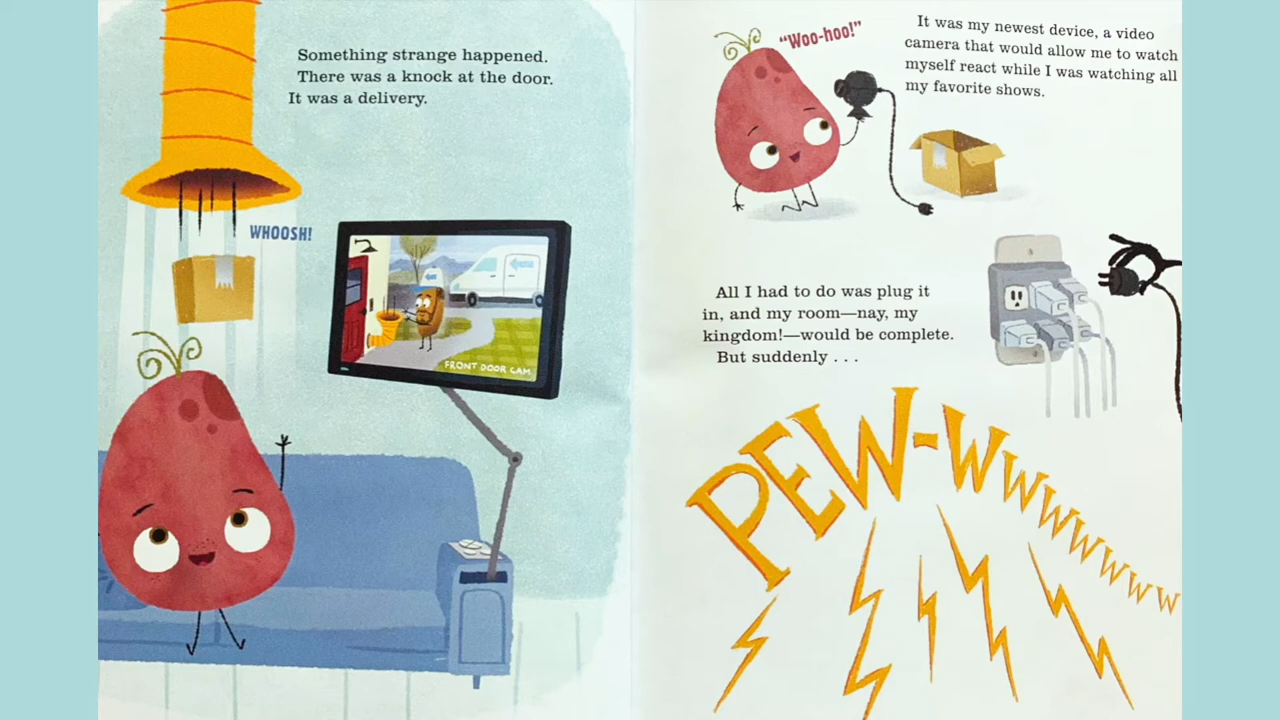 Something strange happened.
There was a knock at the door.
It was a delivery.
WHOOSH!
FRONT DOOR CAM
"Woo-hoo!"
It was my newest device, a video
camera that would allow me to watch
myself react while I was watching all
my favorite shows.
All I had to do was plug it
in, and my room—nay, my
kingdom!—would be complete.
But suddenly . . .
PEW-WWWWWWWWW